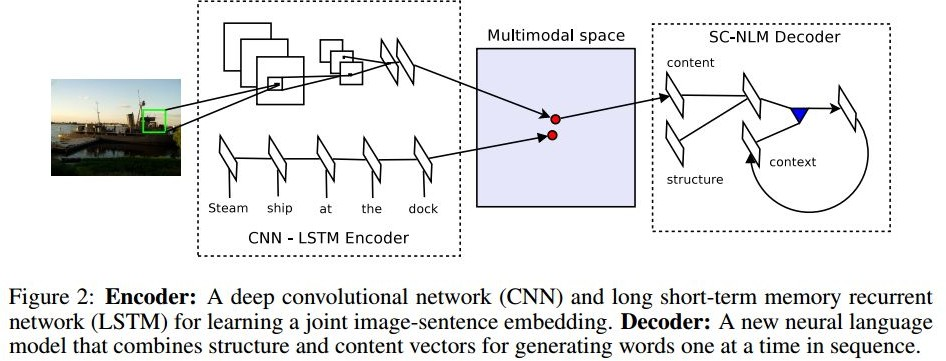 Multimodal space
SC-NLM Decoder
content
structure
context
Steam ship at the dock
CNN - LSTM Encoder
Figure 2: Encoder: A deep convolutional network (CNN) and long short-term memory recurrent
network (LSTM) for learning a joint image-sentence embedding. Decoder: A new neural language
model that combines structure and content vectors for generating words one at a time in sequence.